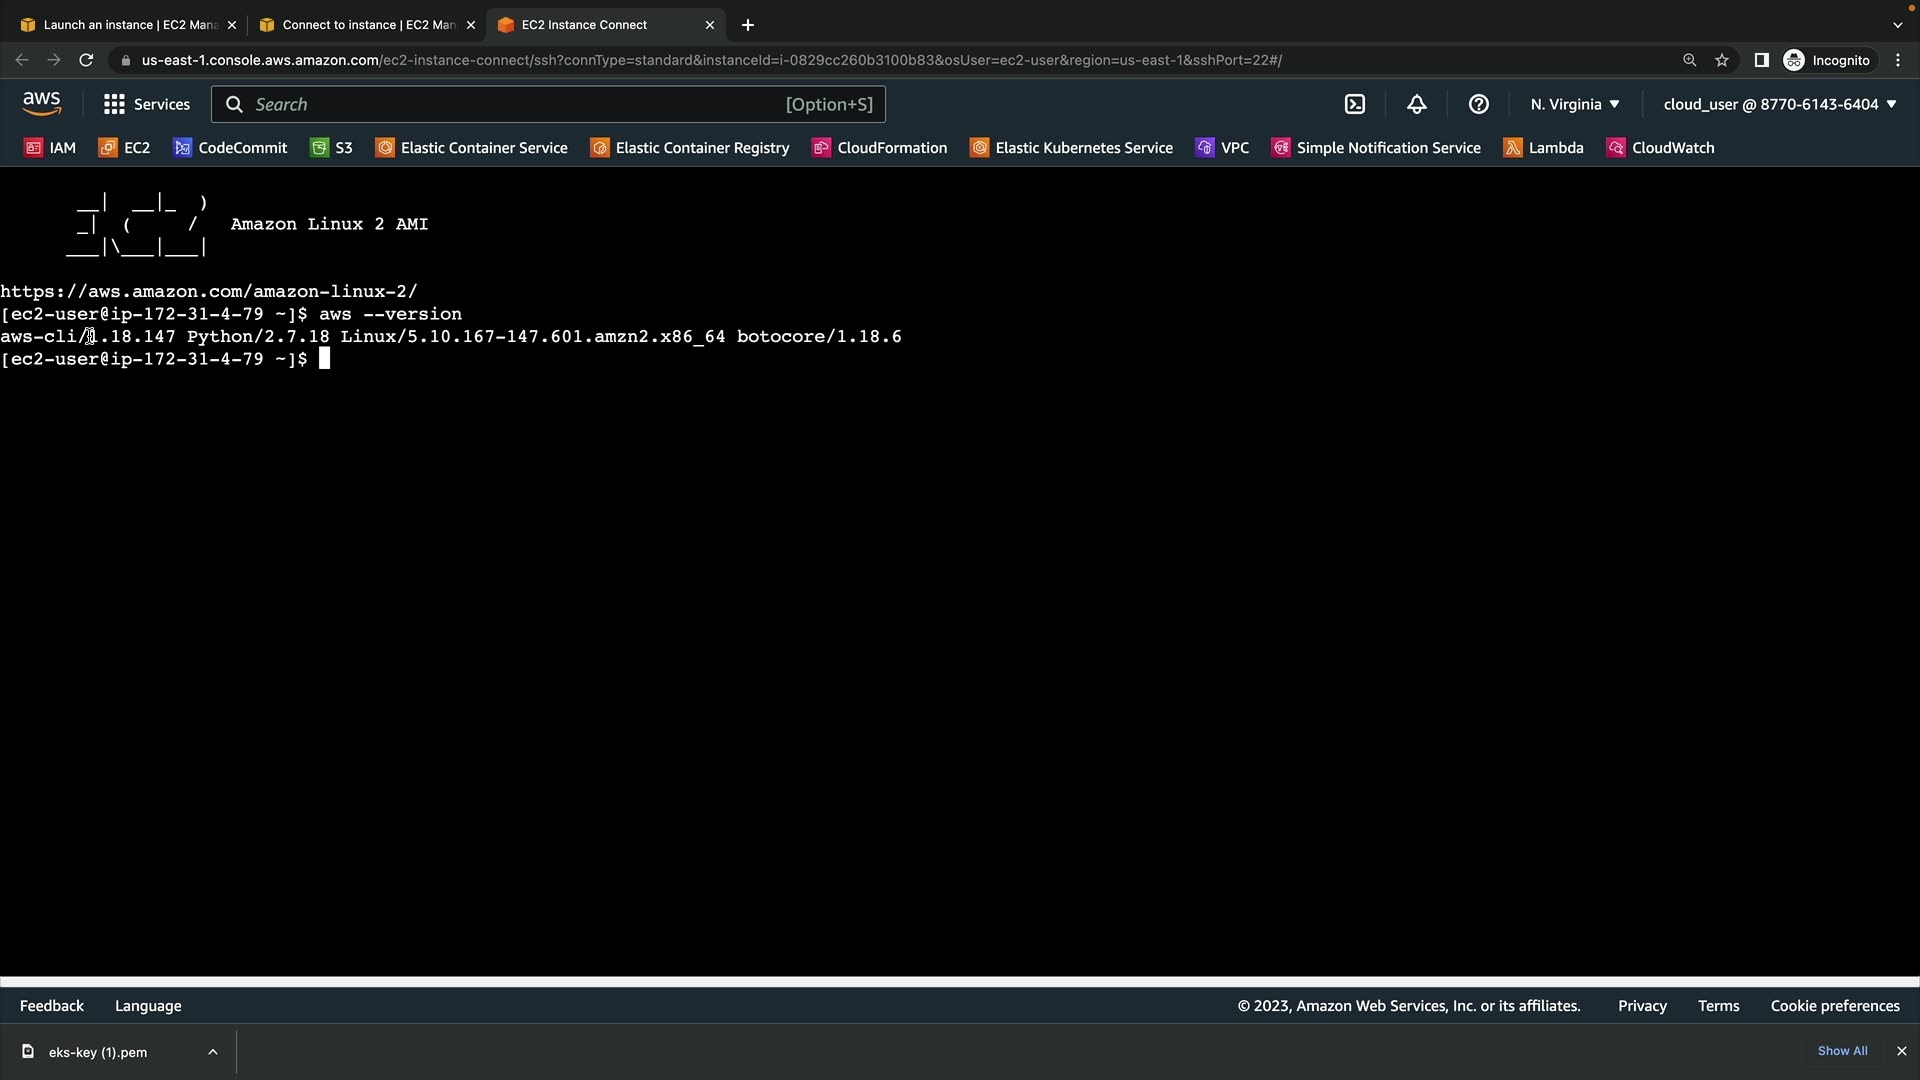 Launch an instance | EC2 Mana
Connect to instance | EC2 Man
EC2 Instance Connect
us-east-1.console.aws.amazon.com/ec2-instance-connect/ssh?connType=standard&instanceId=i-0829cc260b3100b83&osUser=ec2-user&region=us-east-1&sshPort=22#/
Incognito
aws
Services
Search
[Option+S]
N. Virginia
cloud_user @ 8770-6143-6404
IAM
EC2
CodeCommit
S3
Elastic Container Service
Elastic Container Registry
CloudFormation
Elastic Kubernetes Service
VPC
Simple Notification Service
Lambda
CloudWatch
__|  __|_  )
_|  (     /   Amazon Linux 2 AMI
___|\___|___|
https://aws.amazon.com/amazon-linux-2/
[ec2-user@ip-172-31-4-79 ~]$ aws --version
aws-cli/1.18.147 Python/2.7.18 Linux/5.10.167-147.601.amzn2.x86_64 botocore/1.18.6
[ec2-user@ip-172-31-4-79 ~]$
Feedback
Language
© 2023, Amazon Web Services, Inc. or its affiliates.
Privacy
Terms
Cookie preferences
eks-key (1).pem
Show All